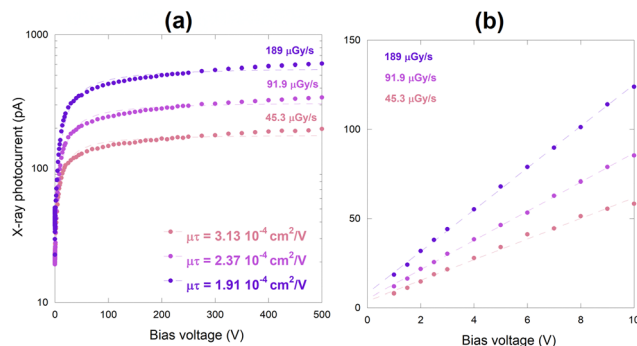 (a)
1000
100
10
X-ray photocurrent (pA)
189 μGy/s
91.9 μGy/s
45.3 μGy/s
μτ = 3.13 10⁻⁴ cm²/V
μτ = 2.37 10⁻⁴ cm²/V
μτ = 1.91 10⁻⁴ cm²/V
0 100 200 300 400 500
Bias voltage (V)
(b)
150
100
50
0
189 μGy/s
91.9 μGy/s
45.3 μGy/s
0 2 4 6 8 10
Bias voltage (V)